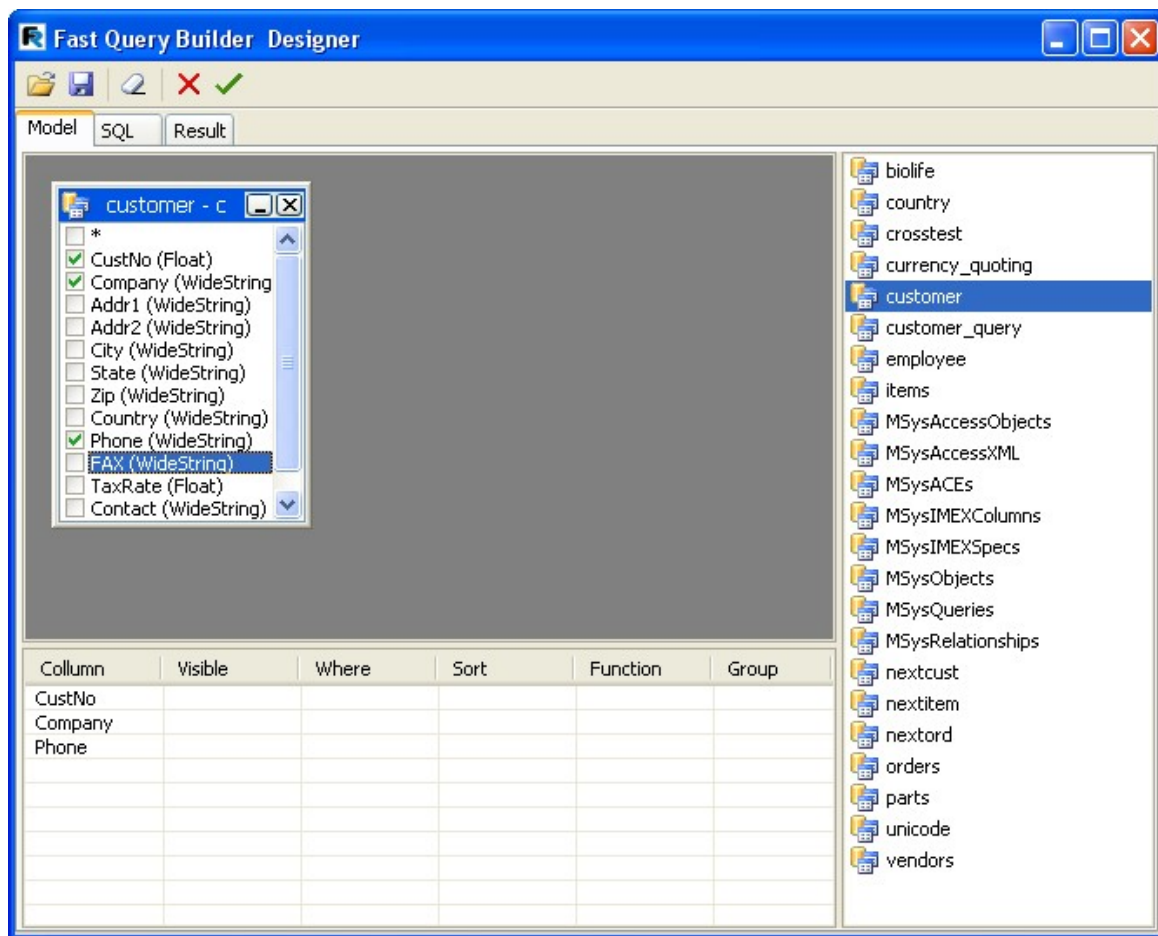 Fast Query Builder Designer
Model SQL Result
customer - c
*
CustNo (Float)
Company (WideString
Addr1 (WideString)
Addr2 (WideString)
City (WideString)
State (WideString)
Zip (WideString)
Country (WideString)
Phone (WideString)
FAX (WideString)
TaxRate (Float)
Contact (WideString)
biolife
country
crosstest
currency_quoting
customer
customer_query
employee
items
MSysAccessObjects
MSysAccessXML
MSysACEs
MSysIMEXColumns
MSysIMEXSpecs
MSysObjects
MSysQueries
MSysRelationships
nextcust
nextitem
nextord
orders
parts
unicode
vendors
Collumn Visible Where Sort Function Group
CustNo
Company
Phone